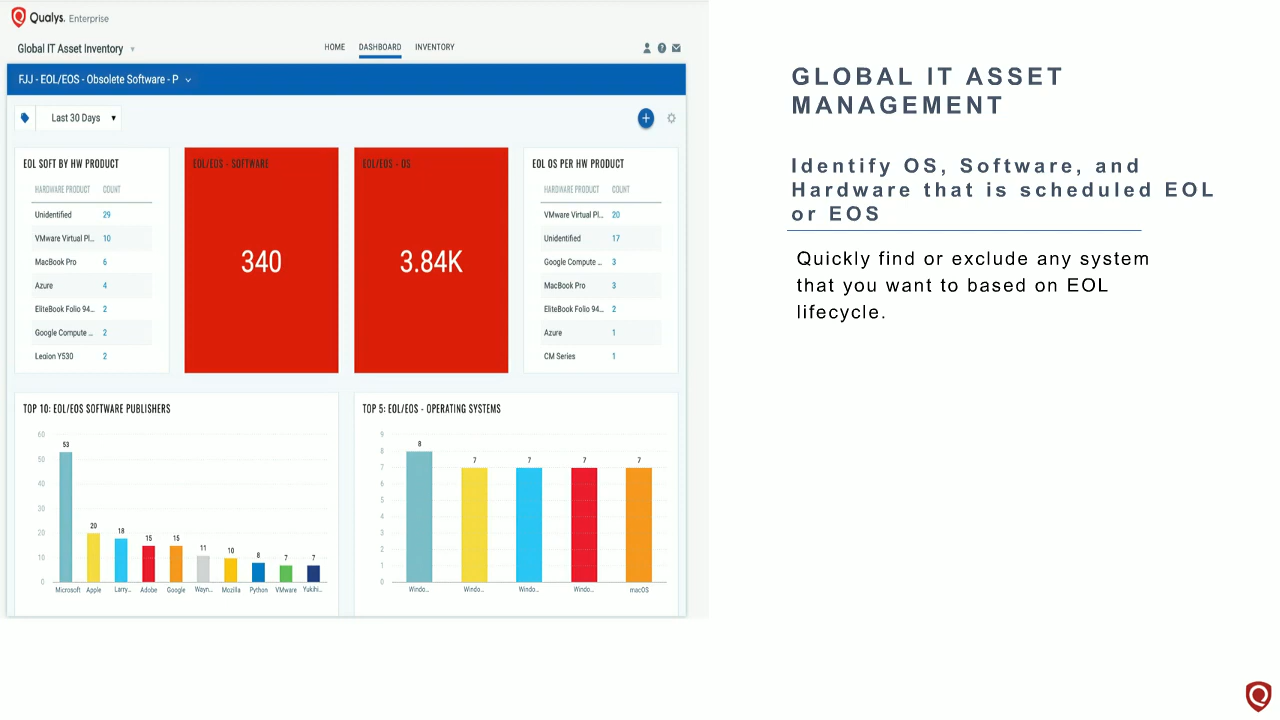 Qualys. Enterprise
Global IT Asset Inventory
HOME DASHBOARD INVENTORY
FJJ - EOL/EOS - Obsolete Software - P
Last 30 Days
EOL SOFT BY HW PRODUCT
HARDWARE PRODUCT COUNT
Unidentified 29
VMware Virtual Pl... 10
MacBook Pro 6
Azure 4
EliteBook Folio 94... 2
Google Compute ... 2
Legion Y530 2
EOL/EOS - SOFTWARE
340
EOL/EOS - OS
3.84K
EOL OS PER HW PRODUCT
HARDWARE PRODUCT COUNT
VMware Virtual Pl... 20
Unidentified 17
Google Compute ... 3
MacBook Pro 3
EliteBook Folio 94... 2
Azure 1
CM Series 1
TOP 10: EOL/EOS SOFTWARE PUBLISHERS
60
50
40
30
20
10
0
53
20
18
15
15
11
10
8
7
7
Microsoft Apple Larry... Adobe Google Wayn... Mozilla Python VMware Yukihi...
TOP 5: EOL/EOS - OPERATING SYSTEMS
9
8
7
6
5
4
3
2
1
0
8
7
7
7
7
Windo... Windo... Windo... Windo... macOS
GLOBAL IT ASSET
MANAGEMENT
Identify OS, Software, and
Hardware that is scheduled EOL
or EOS
Quickly find or exclude any system
that you want to based on EOL
lifecycle.